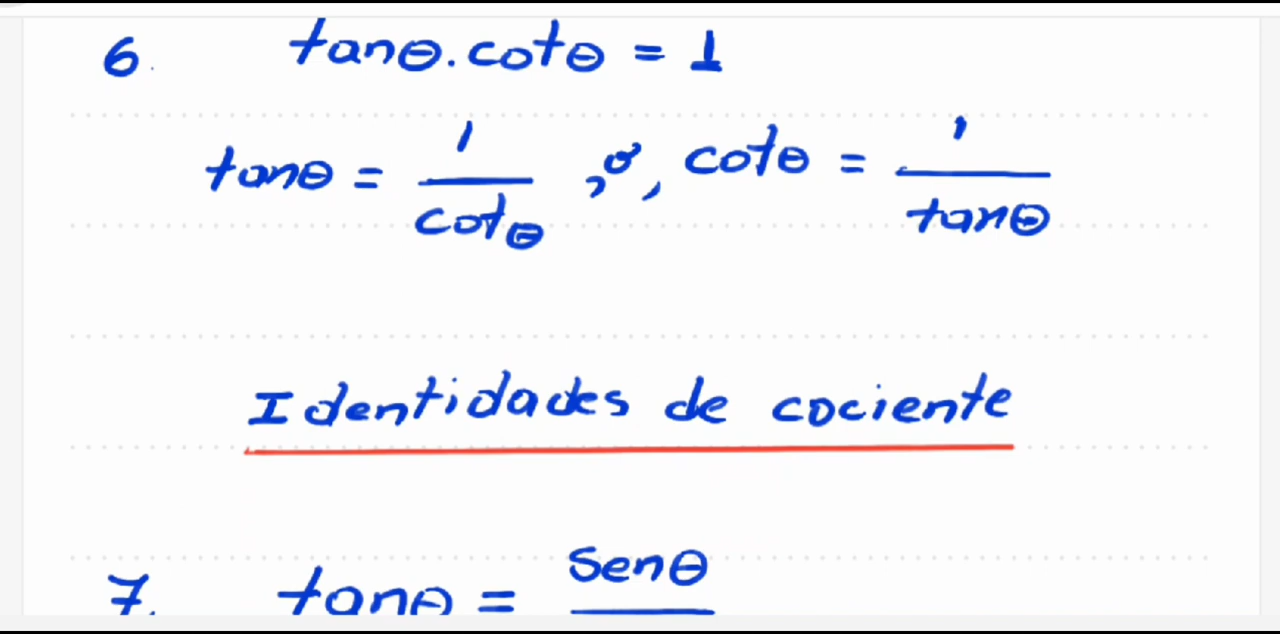 6. tanθ.cotθ = 1
tanθ = 1/cotθ , ó , cotθ = 1/tanθ
Identidades de cociente
7. tanθ = senθ